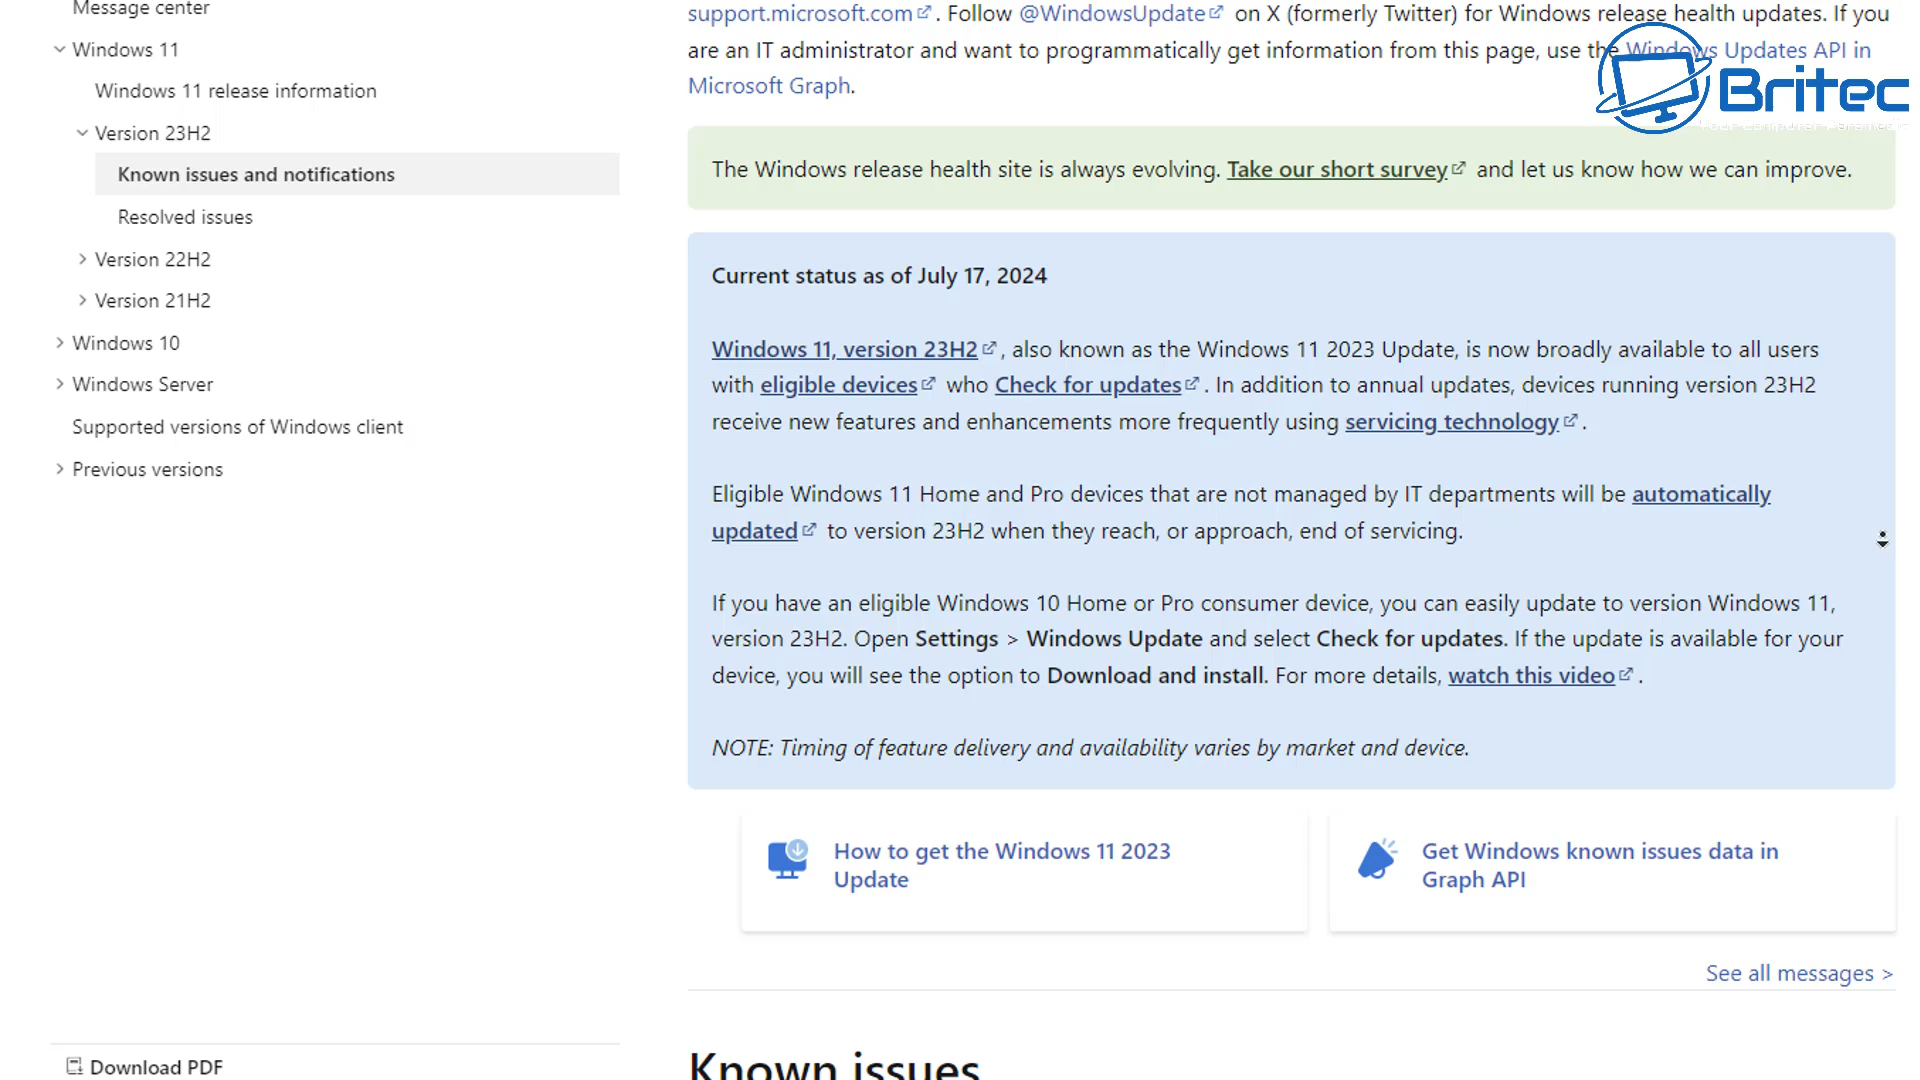 Message center
Windows 11
Windows 11 release information
Version 23H2
Known issues and notifications
Resolved issues
Version 22H2
Version 21H2
Windows 10
Windows Server
Supported versions of Windows client
Previous versions
Download PDF
support.microsoft.com. Follow @WindowsUpdate on X (formerly Twitter) for Windows release health updates. If you
are an IT administrator and want to programmatically get information from this page, use the Windows Updates API in
Microsoft Graph.
Britec
Your Computer Paramedic
The Windows release health site is always evolving. Take our short survey and let us know how we can improve.
Current status as of July 17, 2024
Windows 11, version 23H2, also known as the Windows 11 2023 Update, is now broadly available to all users
with eligible devices who Check for updates. In addition to annual updates, devices running version 23H2
receive new features and enhancements more frequently using servicing technology.
Eligible Windows 11 Home and Pro devices that are not managed by IT departments will be automatically
updated to version 23H2 when they reach, or approach, end of servicing.
If you have an eligible Windows 10 Home or Pro consumer device, you can easily update to version Windows 11,
version 23H2. Open Settings > Windows Update and select Check for updates. If the update is available for your
device, you will see the option to Download and install. For more details, watch this video.
NOTE: Timing of feature delivery and availability varies by market and device.
How to get the Windows 11 2023
Update
Get Windows known issues data in
Graph API
See all messages >
Known issues